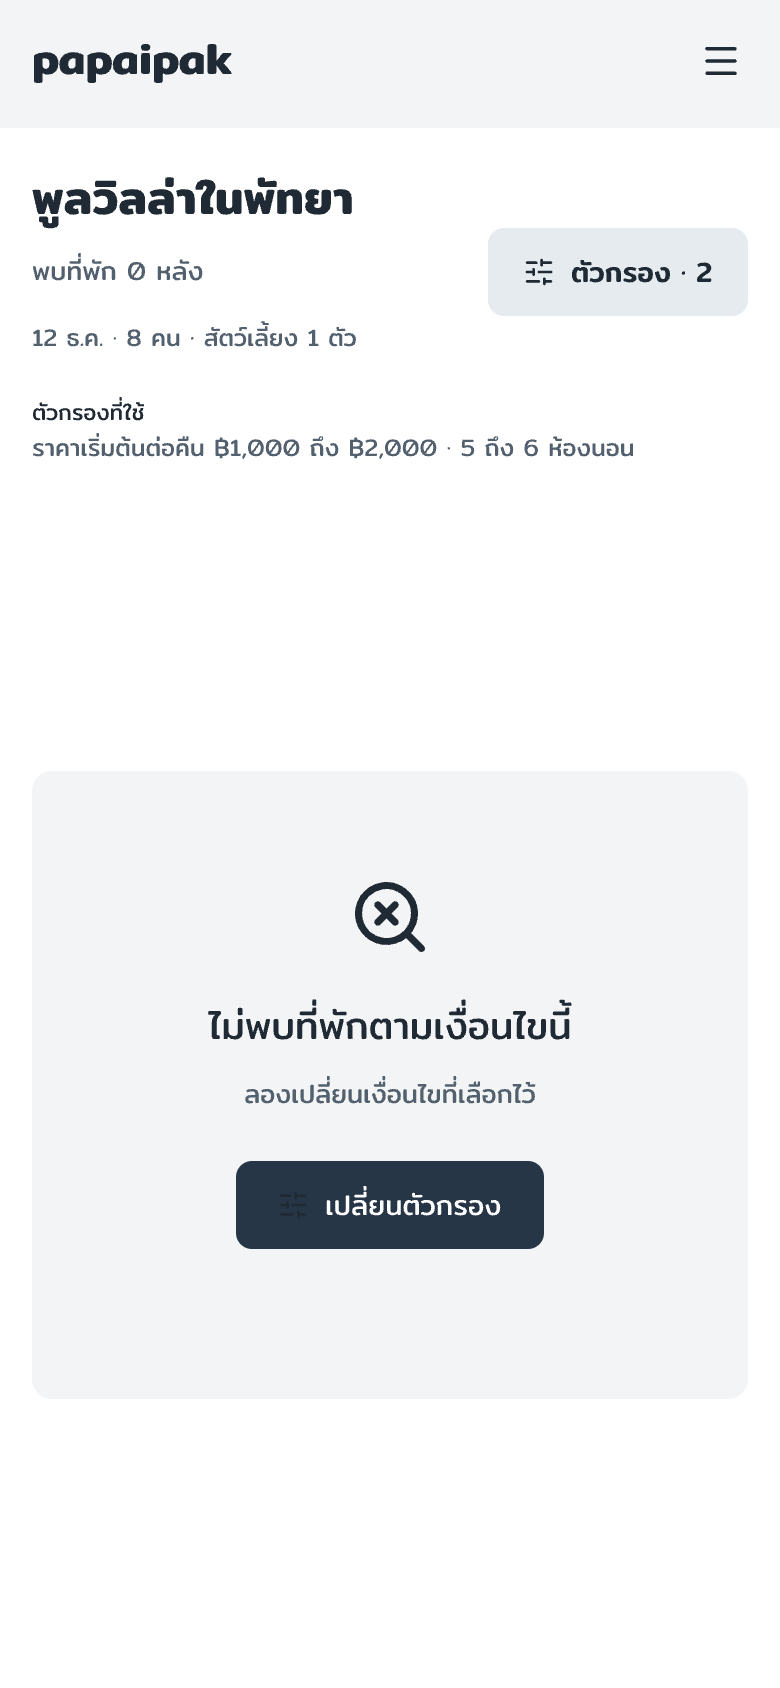 papaipak
พูลวิลล่าในพัทยา
พบที่พัก 0 หลัง
ตัวกรอง · 2
12 ธ.ค. · 8 คน · สัตว์เลี้ยง 1 ตัว
ตัวกรองที่ใช้
ราคาเริ่มต้นต่อคืน ฿1,000 ถึง ฿2,000 · 5 ถึง 6 ห้องนอน
ไม่พบที่พักตามเงื่อนไขนี้
ลองเปลี่ยนเงื่อนไขที่เลือกไว้
เปลี่ยนตัวกรอง